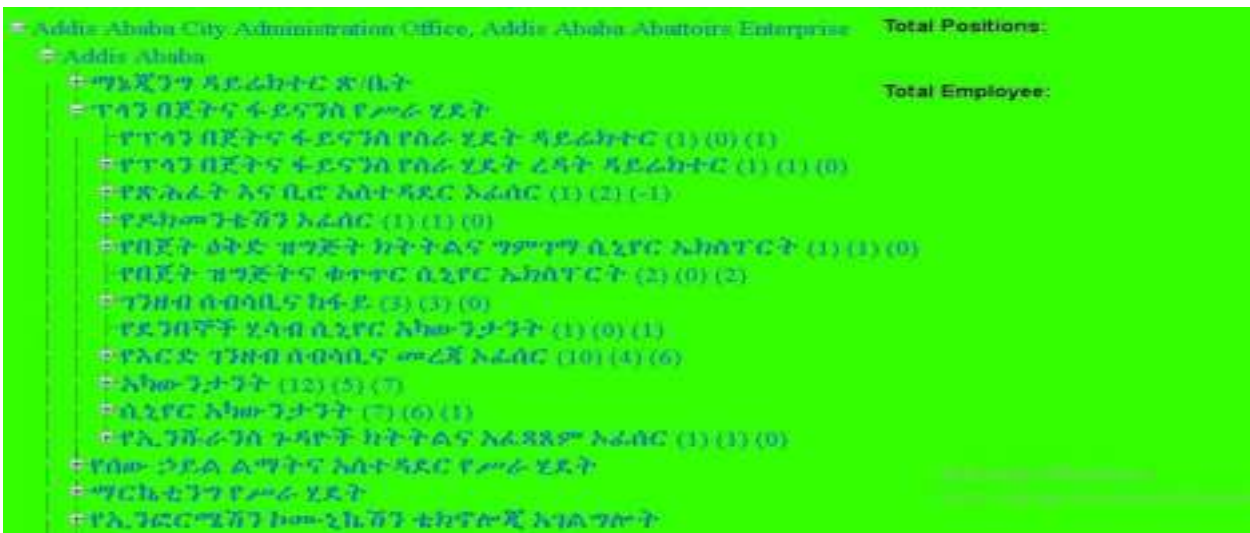 Addis Ababa City Administration Office, Addis Ababa Abattoirs Enterprise
Total Positions:
Addis Ababa
ማኔጂንግ ዳይሬክተር ጽ/ቤት
Total Employee:
ፕላን በጀትና ፋይናንስ የሥራ ሂደት
የፕላን በጀትና ፋይናንስ የስራ ሂደት ዳይሬክተር (1) (0) (1)
የፕላን በጀትና ፋይናንስ የስራ ሂደት ረዳት ዳይሬክተር (1) (1) (0)
የጽሕፈት እና ቢሮ አስተዳደር ኦፊሰር (1) (2) (-1)
የዶክመንቴሽን ኦፊሰር (1) (1) (0)
የበጀት ዕቅድ ዝግጅት ክትትልና ግምገማ ሲኒየር ኤክስፐርት (1) (1) (0)
የበጀት ዝግጅትና ቁጥጥር ሲኒየር ኤክስፐርት (2) (0) (2)
ገንዘብ ሰብሳቢና ከፋይ (3) (3) (0)
የደንበኞች ሂሳብ ሲኒየር አካውንታንት (1) (0) (1)
የእርድ ገንዘብ ሰብሳቢና መረጃ ኦፊሰር (10) (4) (6)
አካውንታንት (12) (5) (7)
ሲኒየር አካውንታንት (7) (6) (1)
የኢንሹራንስ ጉዳዮች ክትትልና አፈጻጸም ኦፊሰር (1) (1) (0)
የሰው ኃይል ልማትና አስተዳደር የሥራ ሂደት
ማርኬቲንግ የሥራ ሂደት
የኢንፎርሜሽን ኮሙኒኬሽን ቴክኖሎጂ አገልግሎት